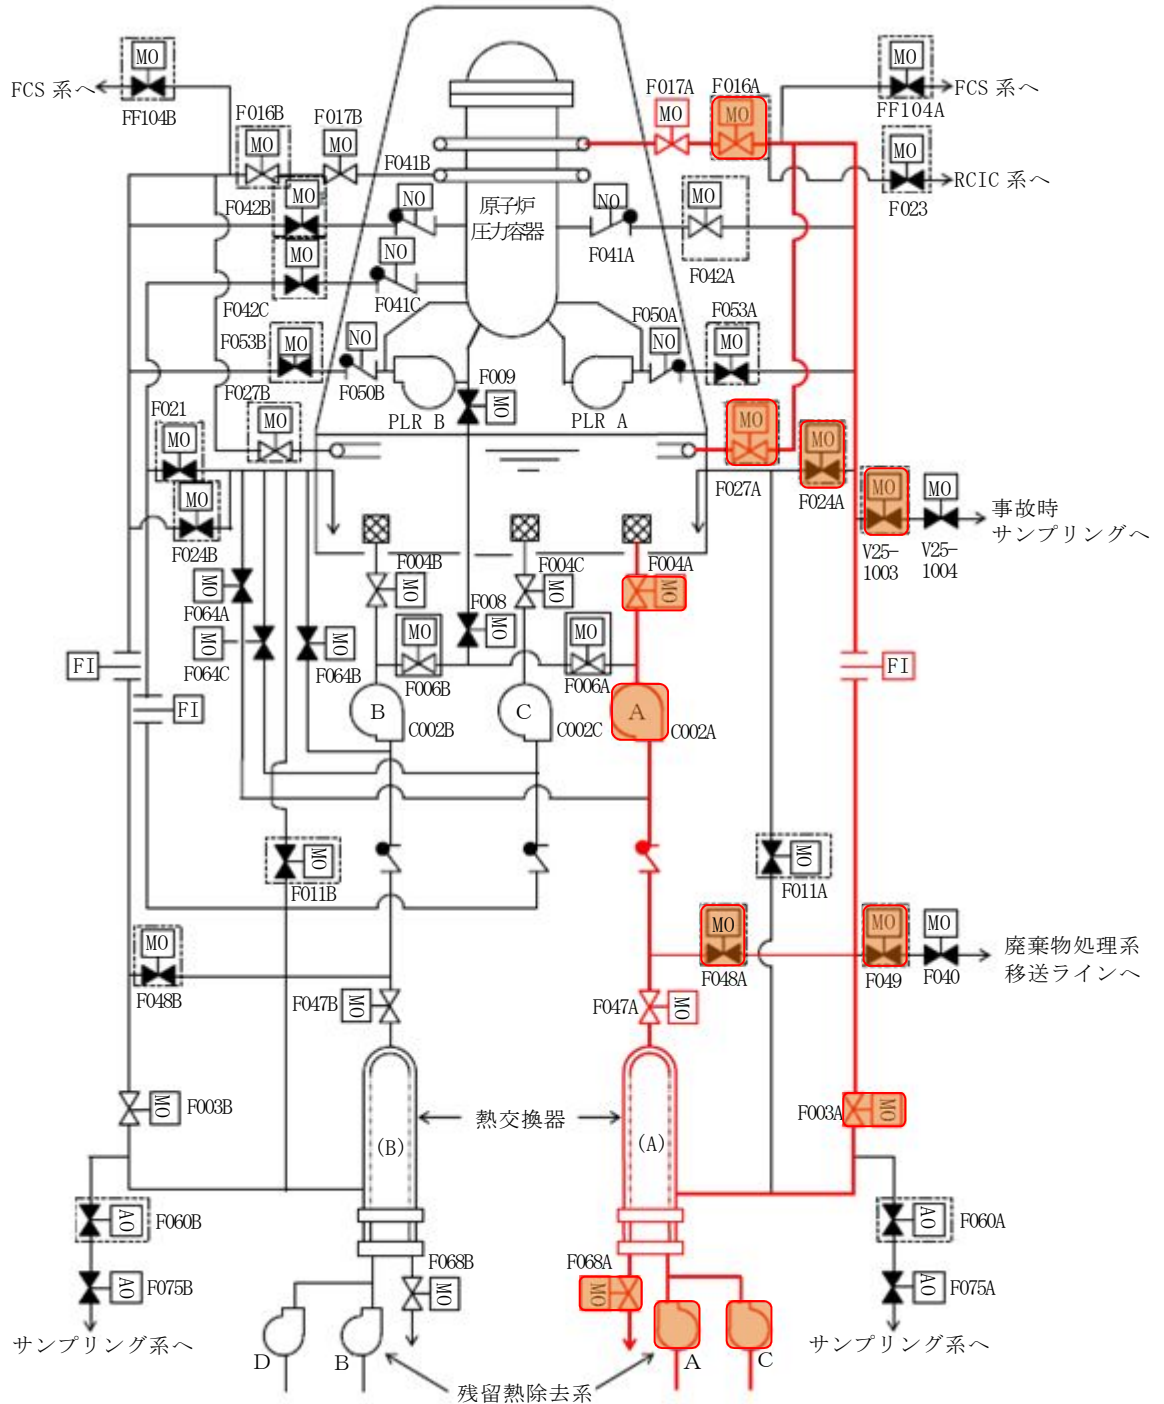 MO
FCS 系へ
FF104B
F016B
MO
F017B
MO
F041B
F017A
MO
F016A
MO
MO
FCS 系へ
FF104A
MO
RCIC 系へ
F023
MO
F042B
NO
原子炉
圧力容器
NO
F041A
MO
F042A
MO
F042C
NO
F041C
F053B
MO
NO
F050B
F050A
NO
F053A
MO
F027B
MO
F009
MO
PLR B
PLR A
F021
MO
MO
F027A
MO
F024A
MO
V25-
1003
MO
V25-
1004
事故時
サンプリングへ
MO
F024B
F004B
MO
F004C
MO
F004A
MO
F064A
MO
F064C
MO
MO
F064B
F008
MO
MO
F006B
MO
F006A
FI
FI
FI
B
C002B
C
C002C
A
C002A
MO
F011B
MO
F011A
MO
F048B
MO
F048A
MO
F049
MO
F040
廃棄物処理系
移送ラインへ
F047B
MO
F047A
MO
MO
F003B
熱交換器
F003A
MO
(B)
(A)
AO
F060B
AO
F060A
F068B
MO
F068A
MO
AO
F075B
AO
F075A
サンプリング系へ
サンプリング系へ
D
B
A
C
残留熱除去系